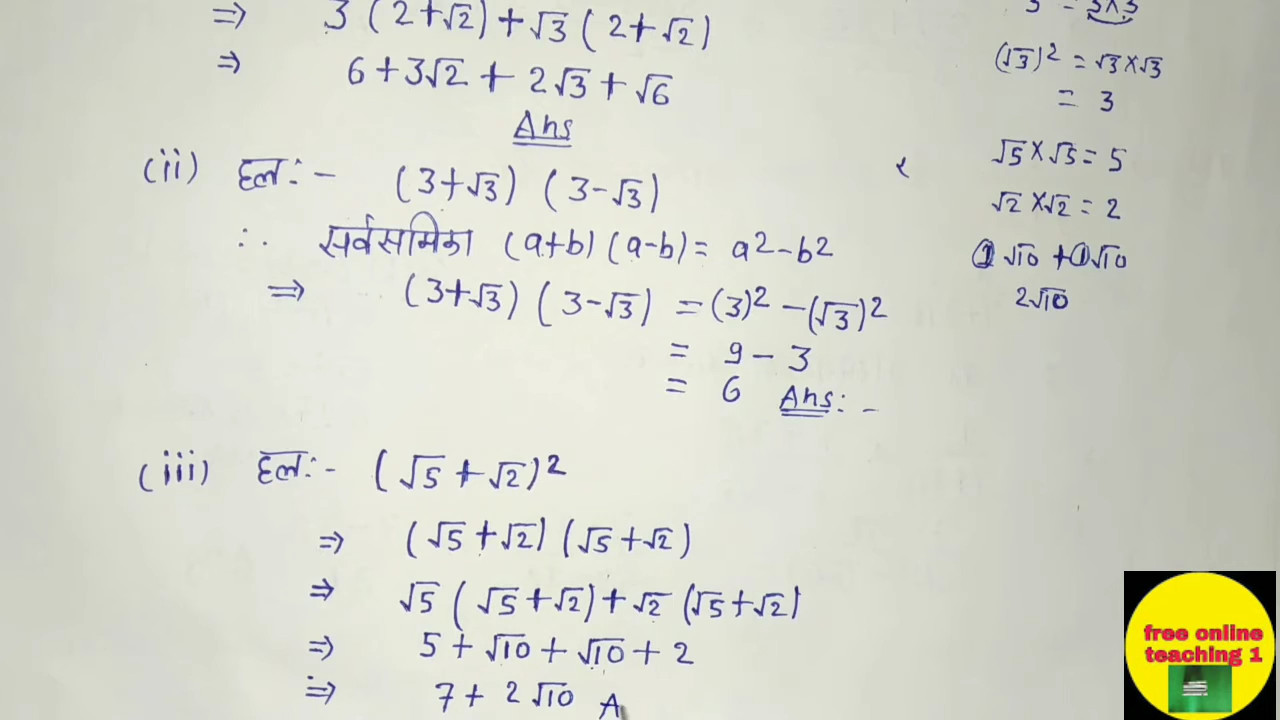 ⇒ 3 (2+√2) + √3 (2+√2)
⇒ 6 + 3√2 + 2√3 + √6
Ans
(ii) हल:- (3+√3) (3-√3)
∴ सर्वसमिका (a+b) (a-b) = a² - b²
⇒ (3+√3) (3-√3) = (3)² - (√3)²
= 9 - 3
= 6 Ans:-
(iii) हल:- (√5 + √2)²
⇒ (√5 + √2) (√5 + √2)
⇒ √5 (√5 + √2) + √2 (√5 + √2)
⇒ 5 + √10 + √10 + 2
⇒ 7 + 2√10 A
3×3
(√3)² = √3 × √3
= 3
√5 × √5 = 5
√2 × √2 = 2
1√10 + 1√10
2√10
free online
teaching 1